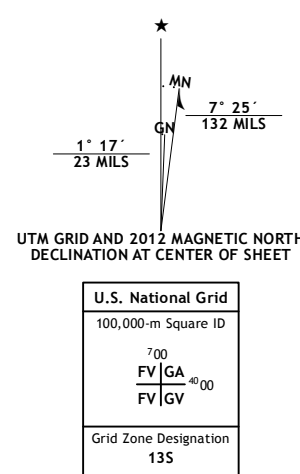 ★
MN
7° 25´
132 MILS
GN
1° 17´
23 MILS
UTM GRID AND 2012 MAGNETIC NORTH
DECLINATION AT CENTER OF SHEET
U.S. National Grid
100,000-m Square ID
700
FV GA
4000
FV GV
Grid Zone Designation
13S